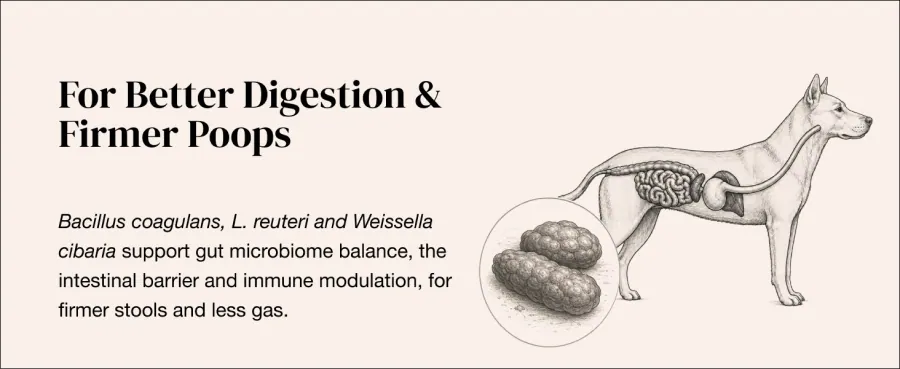 For Better Digestion &
Firmer Poops
Bacillus coagulans, L. reuteri and Weissella
cibaria support gut microbiome balance, the
intestinal barrier and immune modulation, for
firmer stools and less gas.